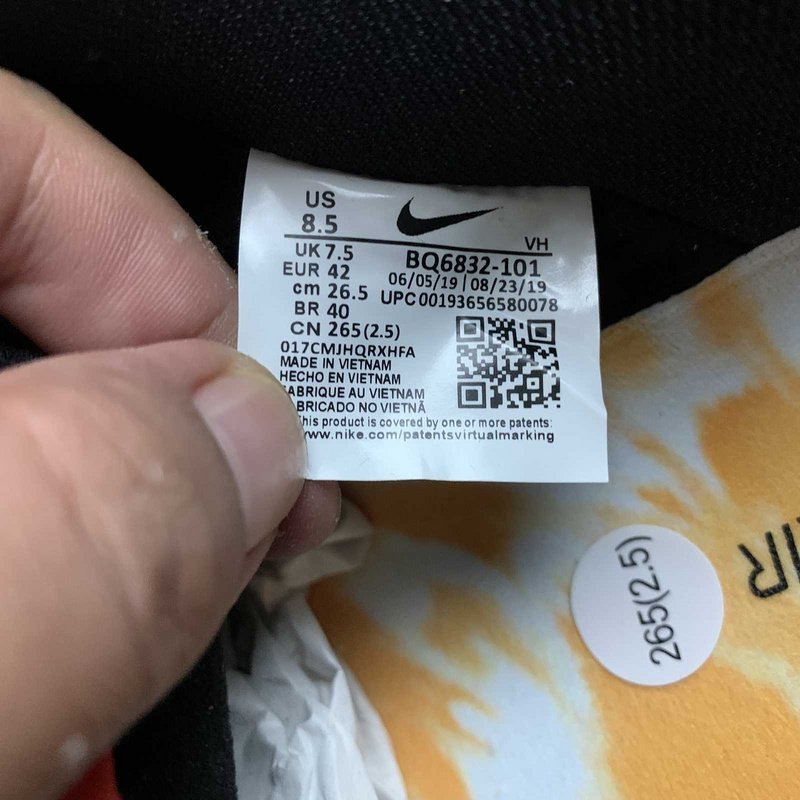 US
8.5
VH
UK 7.5
BQ6832-101
EUR 42
06/05/19 | 08/23/19
cm 26.5
UPC 00193656580078
BR 40
CN 265(2.5)
017CMJHQRXHFA
MADE IN VIETNAM
HECHO EN VIETNAM
FABRIQUE AU VIETNAM
FABRICADO NO VIETNÃ
This product is covered by one or more patents:
www.nike.com/patentsvirtualmarking
265(2.5)
IR